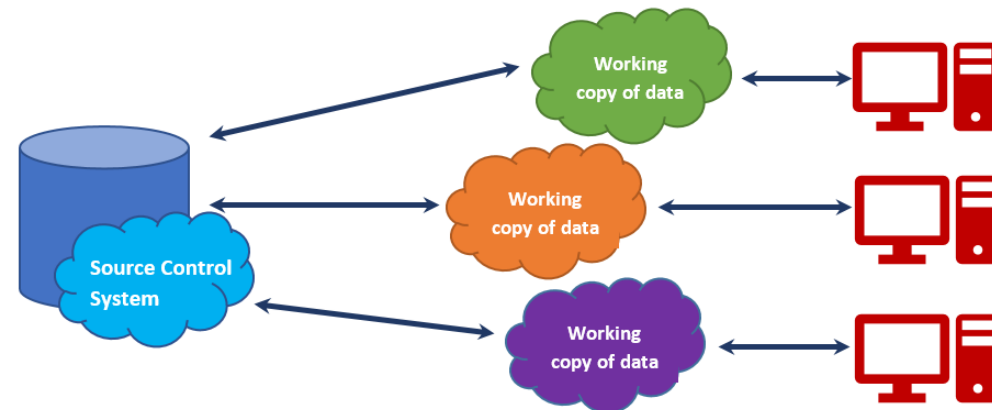 Working
copy of data
Working
copy of data
Source Control
System
Working
copy of data